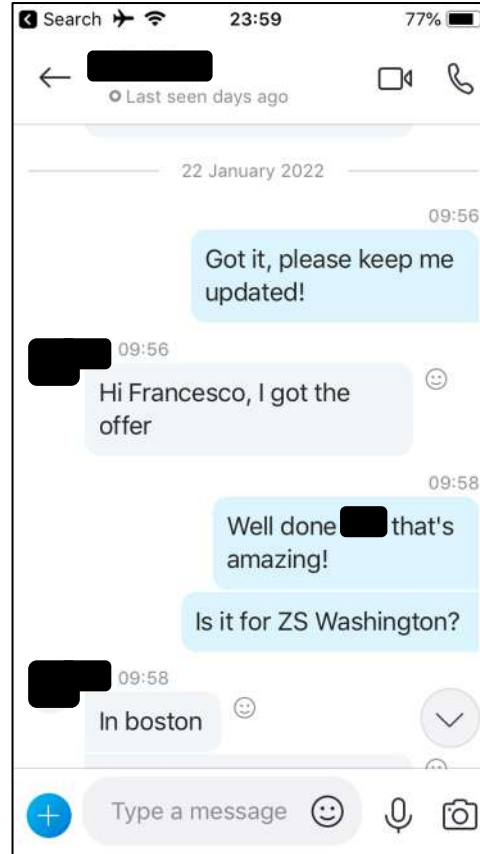 Search 23:59 77%
Last seen days ago
22 January 2022
09:56
Got it, please keep me
updated!
09:56
Hi Francesco, I got the
offer
09:58
Well done that's
amazing!
Is it for ZS Washington?
09:58
In boston
Type a message